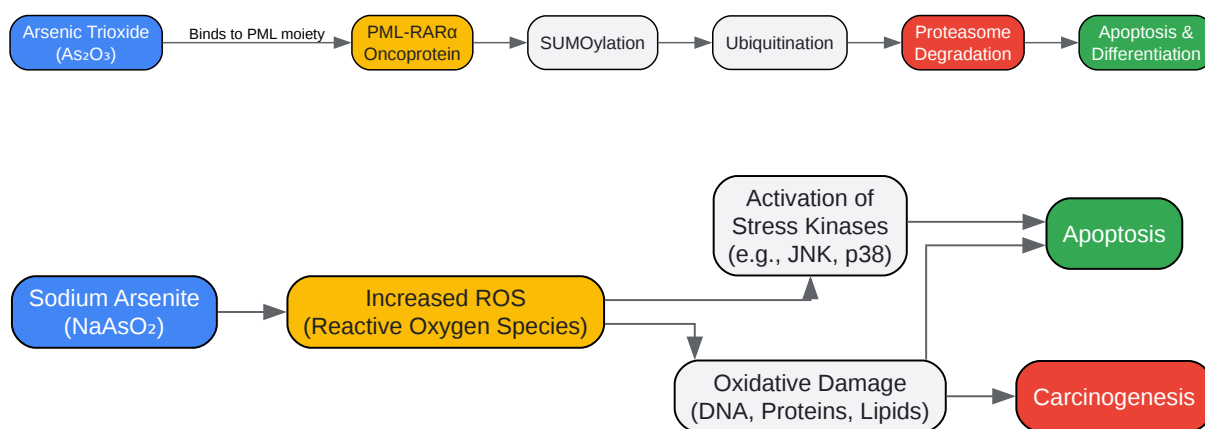 Arsenic Trioxide
(As₂O₃)
Binds to PML moiety
PML-RARα
Oncoprotein
SUMOylation
Ubiquitination
Proteasome
Degradation
Apoptosis &
Differentiation
Activation of
Stress Kinases
(e.g., JNK, p38)
Apoptosis
Sodium Arsenite
(NaAsO₂)
Increased ROS
(Reactive Oxygen Species)
Oxidative Damage
(DNA, Proteins, Lipids)
Carcinogenesis